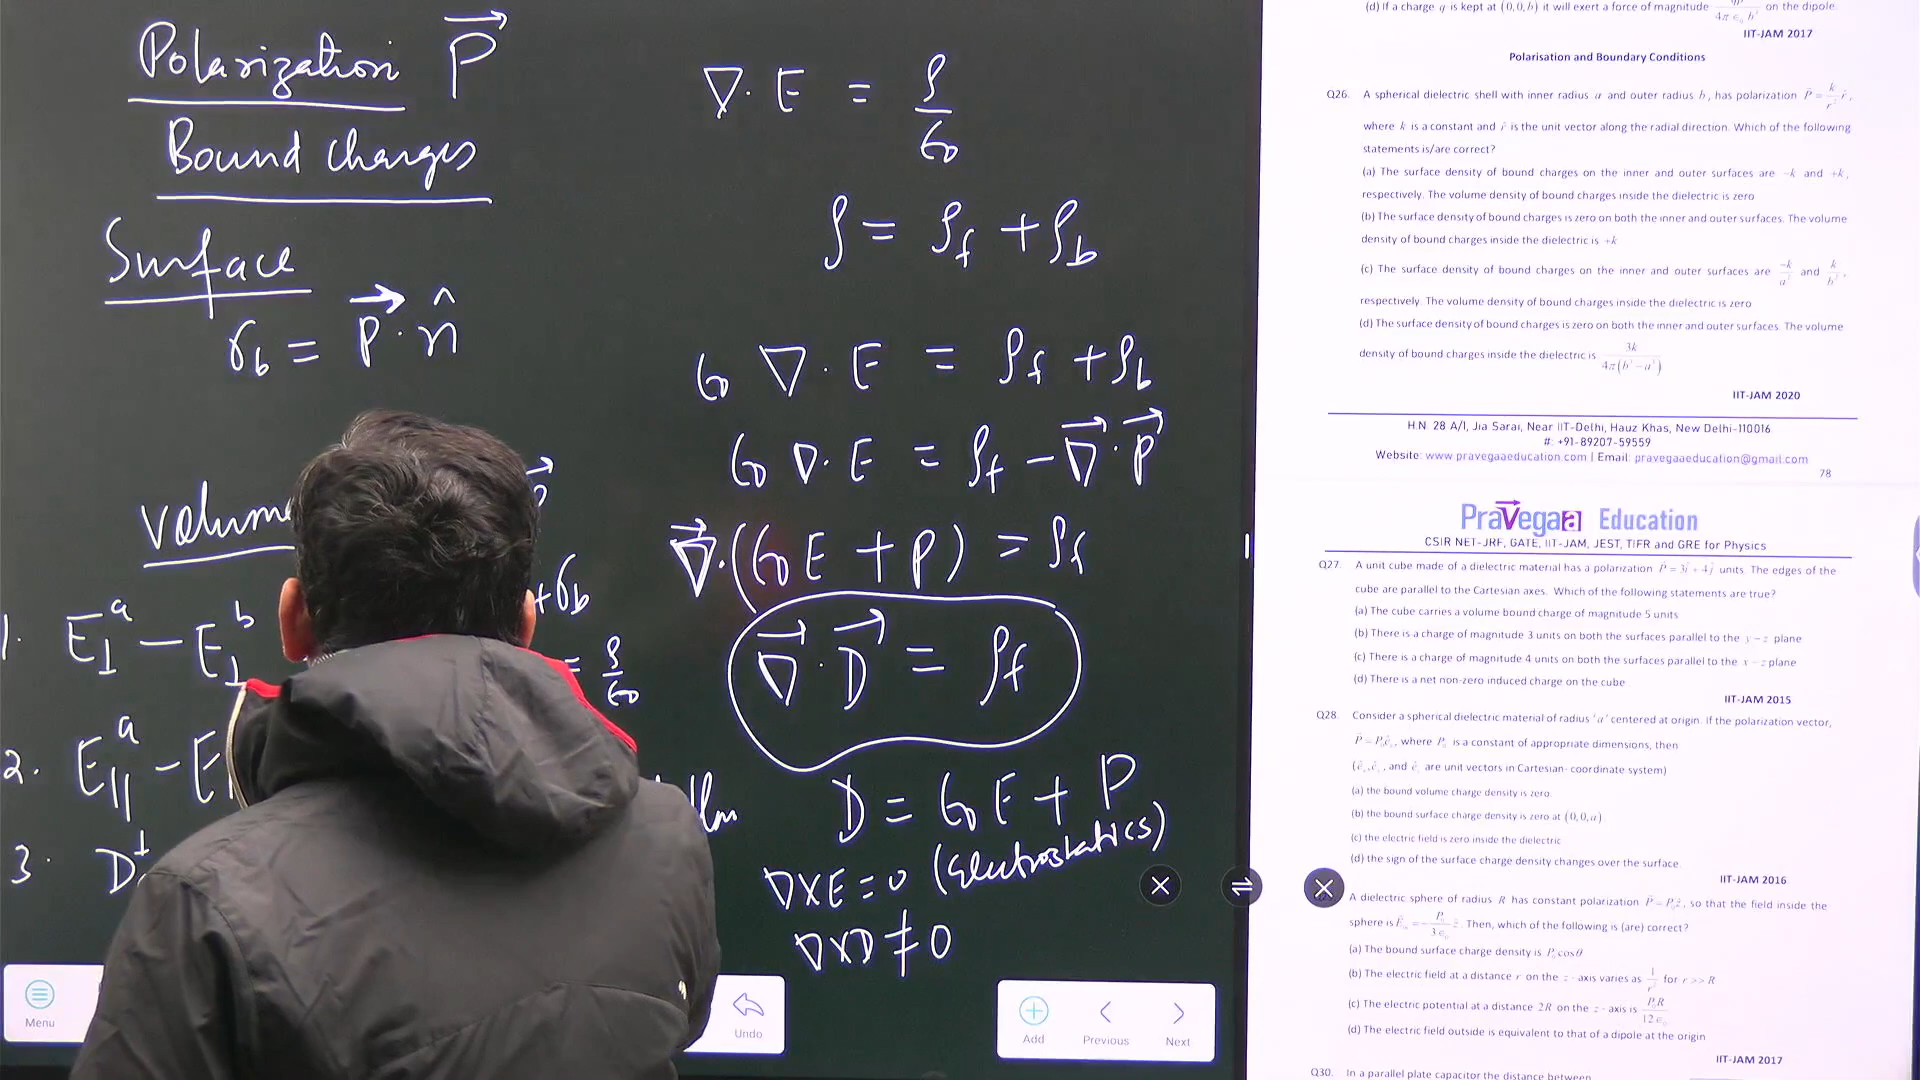 Polarization P
Bound charges
Surface
σb = P · n̂
volume
+σb
= ρ/ϵ0
1. E⊥^a − E⊥^b
2. E||^a − E
3. D⊥
∇ · E = ρ/ϵ0
ρ = ρf + ρb
ϵ0 ∇ · E = ρf + ρb
ϵ0 ∇ · E = ρf − ∇ · P
∇ · (ϵ0 E + P) = ρf
∇ · D = ρf
D = ϵ0 E + P
∇ X E = 0 (Electrostatics)
∇ X D ≠ 0
Menu
Undo
Add
Previous
Next
(d) If a charge q is kept at (0,0,b) it will exert a force of magnitude on the dipole
IIT-JAM 2017
Polarisation and Boundary Conditions
Q26. A spherical dielectric shell with inner radius a and outer radius b, has polarization P = k/r² r̂,
where k is a constant and r̂ is the unit vector along the radial direction. Which of the following
statements is/are correct?
(a) The surface density of bound charges on the inner and outer surfaces are −k and +k,
respectively. The volume density of bound charges inside the dielectric is zero
(b) The surface density of bound charges is zero on both the inner and outer surfaces. The volume
density of bound charges inside the dielectric is +k
(c) The surface density of bound charges on the inner and outer surfaces are −k/a² and k/b²,
respectively. The volume density of bound charges inside the dielectric is zero
(d) The surface density of bound charges is zero on both the inner and outer surfaces. The volume
density of bound charges inside the dielectric is 3k/4π(b³ − a³)
IIT-JAM 2020
H.N. 28 A/I, Jia Sarai, Near IIT-Delhi, Hauz Khas, New Delhi-110016
#: +91-89207-59559
Website: www.pravegaaeducation.com | Email: pravegaaeducation@gmail.com
78
PraVegaa Education
CSIR NET-JRF, GATE, IIT-JAM, JEST, TIFR and GRE for Physics
Q27. A unit cube made of a dielectric material has a polarization P = 3î + 4ĵ units. The edges of the
cube are parallel to the Cartesian axes. Which of the following statements are true?
(a) The cube carries a volume bound charge of magnitude 5 units
(b) There is a charge of magnitude 3 units on both the surfaces parallel to the y − z plane
(c) There is a charge of magnitude 4 units on both the surfaces parallel to the x − z plane
(d) There is a net non-zero induced charge on the cube
IIT-JAM 2015
Q28. Consider a spherical dielectric material of radius 'a' centered at origin. If the polarization vector,
where P0 is a constant of appropriate dimensions, then
and are unit vectors in Cartesian- coordinate system)
(a) the bound volume charge density is zero.
(b) the bound surface charge density is zero at (0,0,a)
(c) the electric field is zero inside the dielectric
(d) the sign of the surface charge density changes over the surface.
IIT-JAM 2016
A dielectric sphere of radius R has constant polarization P = P0 ẑ, so that the field inside the
sphere is Ein = −P0/3ϵ0 ẑ. Then, which of the following is (are) correct?
(a) The bound surface charge density is P0 cosθ
(b) The electric field at a distance r on the z - axis varies as 1/r² for r >> R
(c) The electric potential at a distance 2R on the z - axis is P0R/12ϵ0
(d) The electric field outside is equivalent to that of a dipole at the origin
IIT-JAM 2017
Q30. In a parallel plate capacitor the distance between